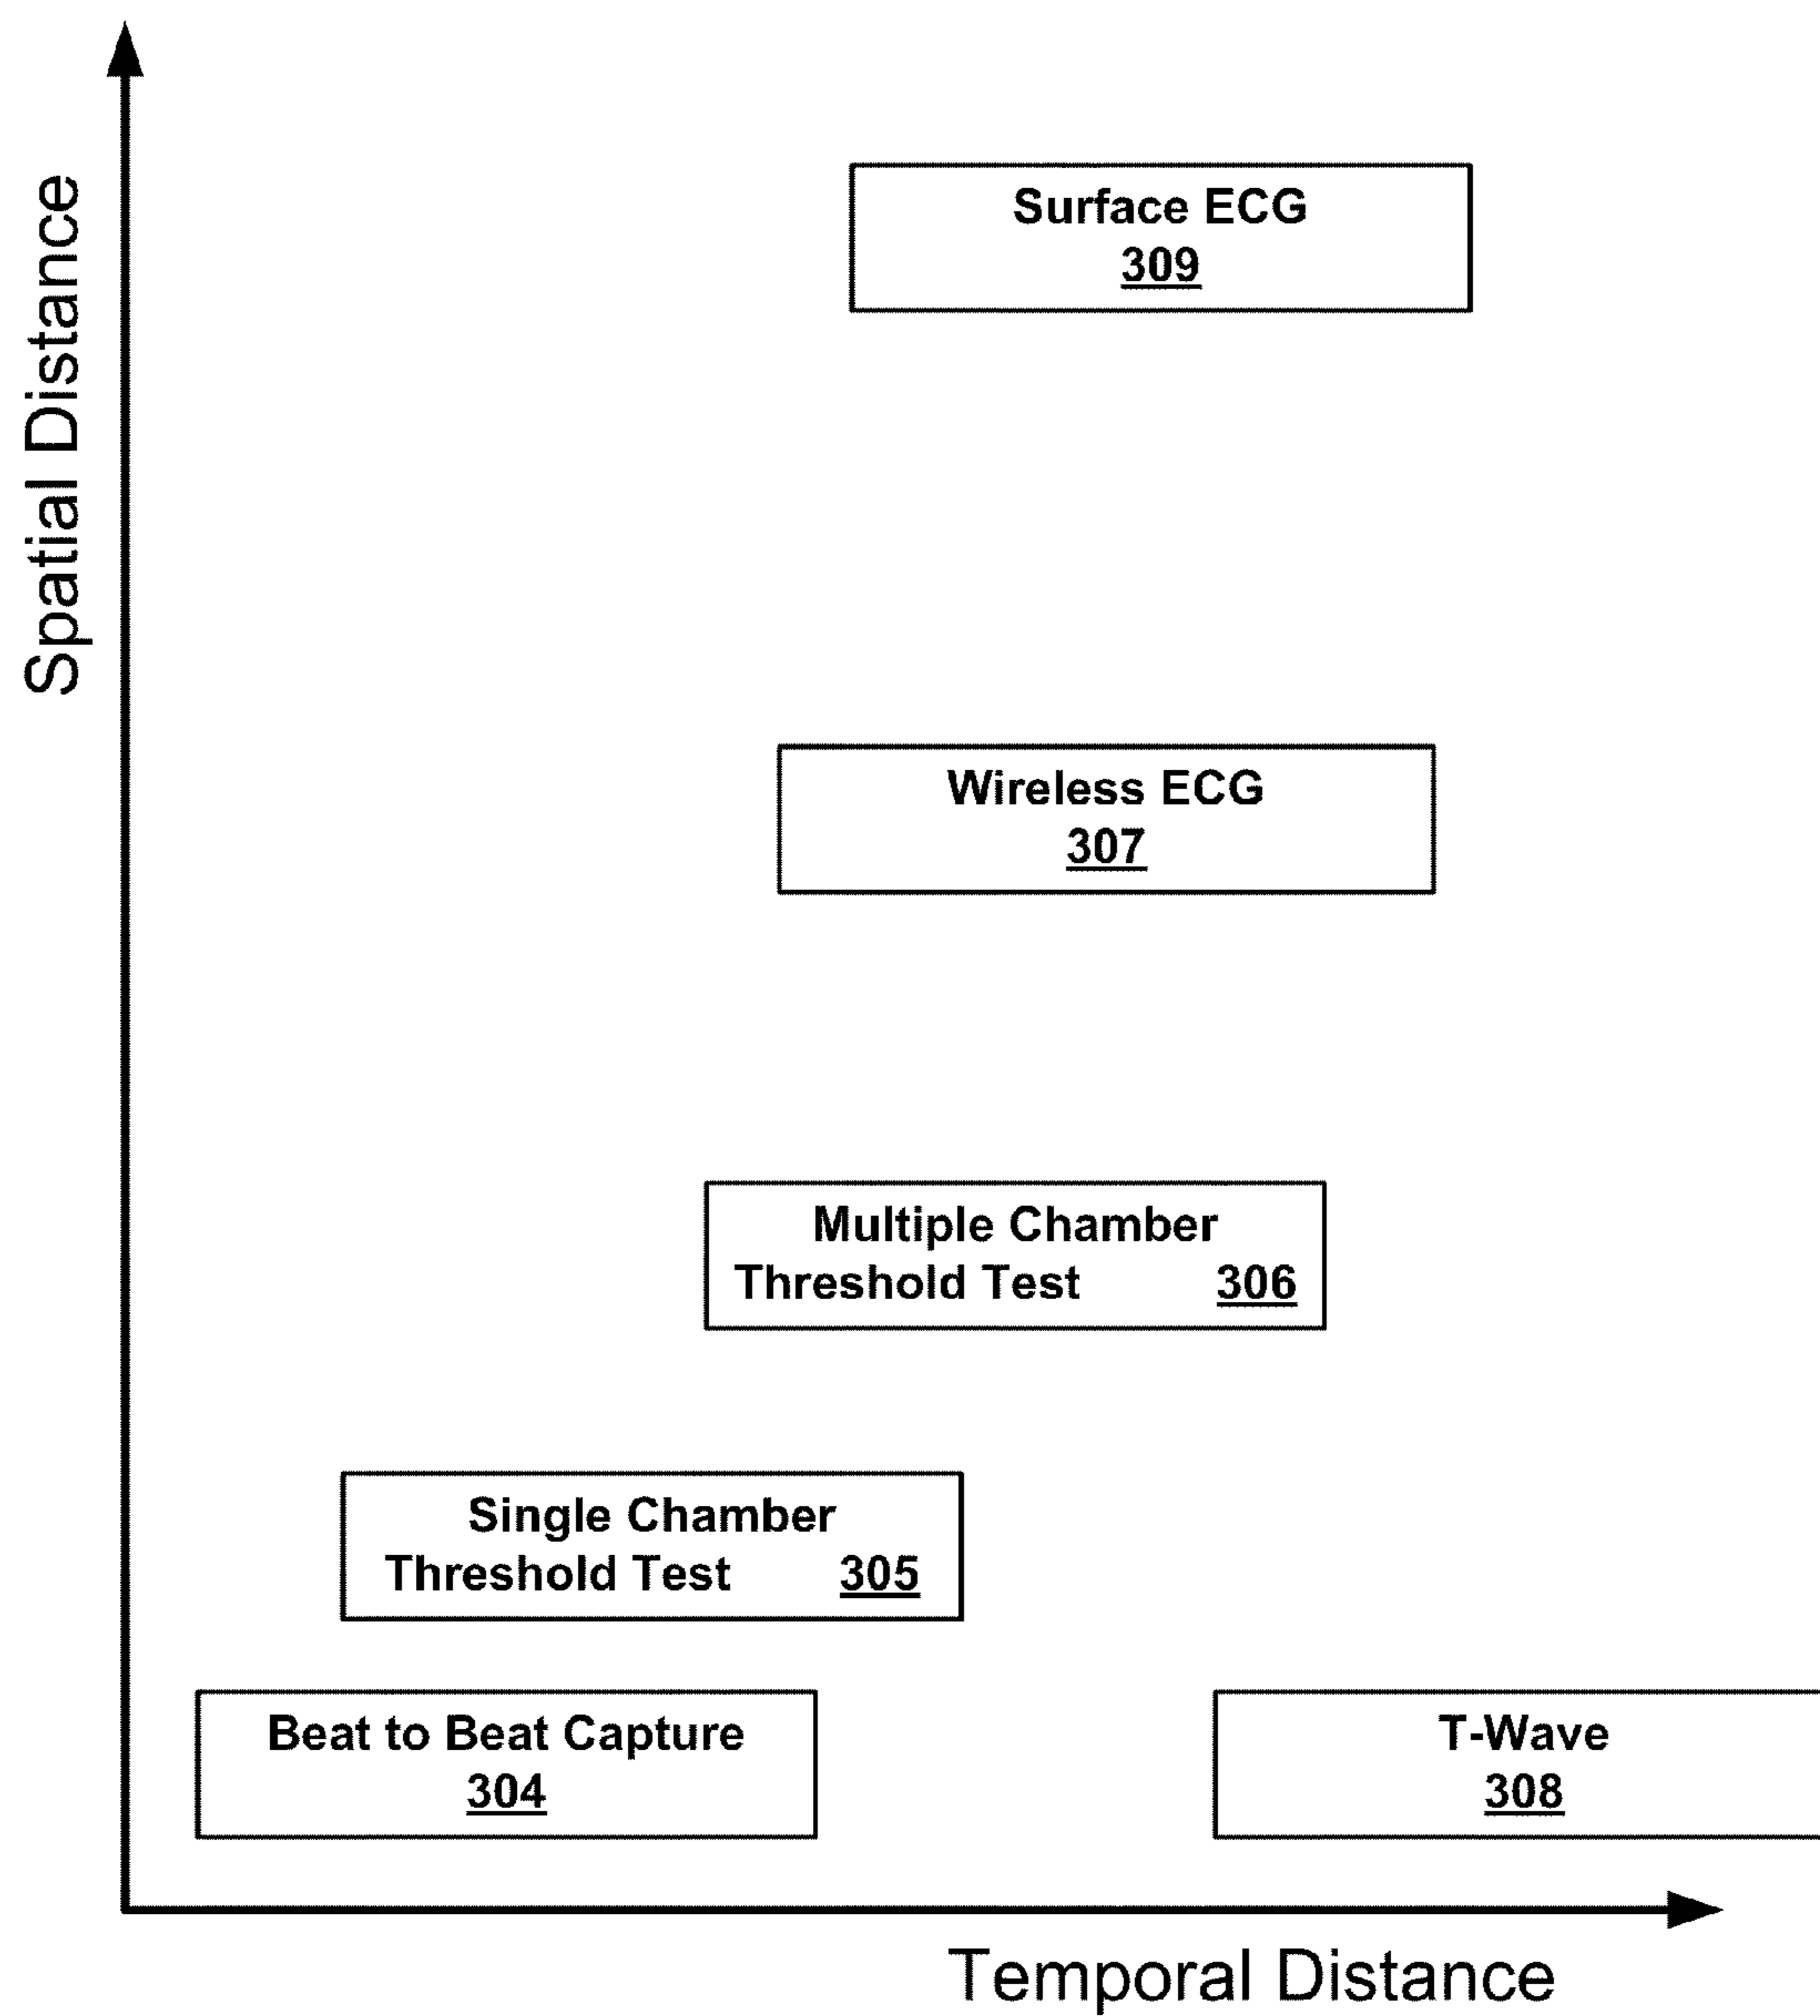 Spatial Distance
Surface ECG
309
Wireless ECG
307
Multiple Chamber
Threshold Test 306
Single Chamber
Threshold Test 305
Beat to Beat Capture
304
T-Wave
308
Temporal Distance